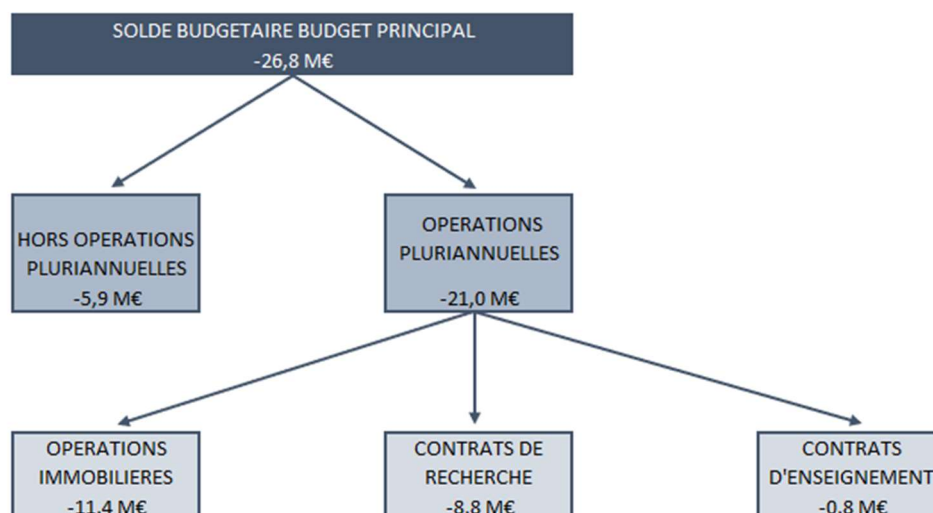 SOLDE BUDGETAIRE BUDGET PRINCIPAL
-26,8 M€
HORS OPERATIONS
PLURIANNUELLES
-5,9 M€
OPERATIONS
PLURIANNUELLES
-21,0 M€
OPERATIONS
IMMOBILIERES
-11,4 M€
CONTRATS DE
RECHERCHE
-8,8 M€
CONTRATS
D'ENSEIGNEMENT
-0,8 M€